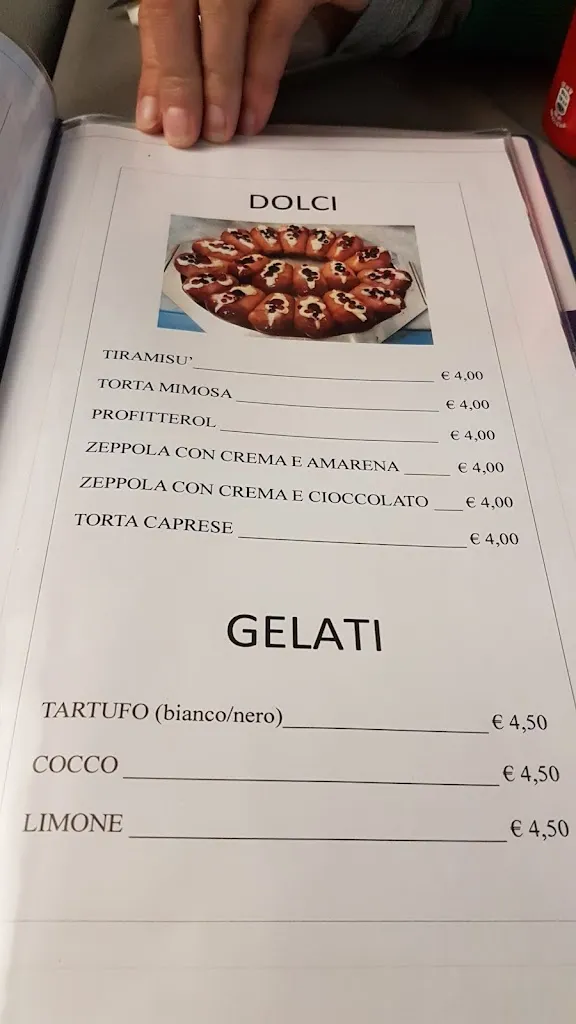 DOLCI
TIRAMISU' € 4,00
TORTA MIMOSA € 4,00
PROFITTEROL € 4,00
ZEPPOLA CON CREMA E AMARENA € 4,00
ZEPPOLA CON CREMA E CIOCCOLATO € 4,00
TORTA CAPRESE € 4,00
GELATI
TARTUFO (bianco/nero) € 4,50
COCCO € 4,50
LIMONE € 4,50